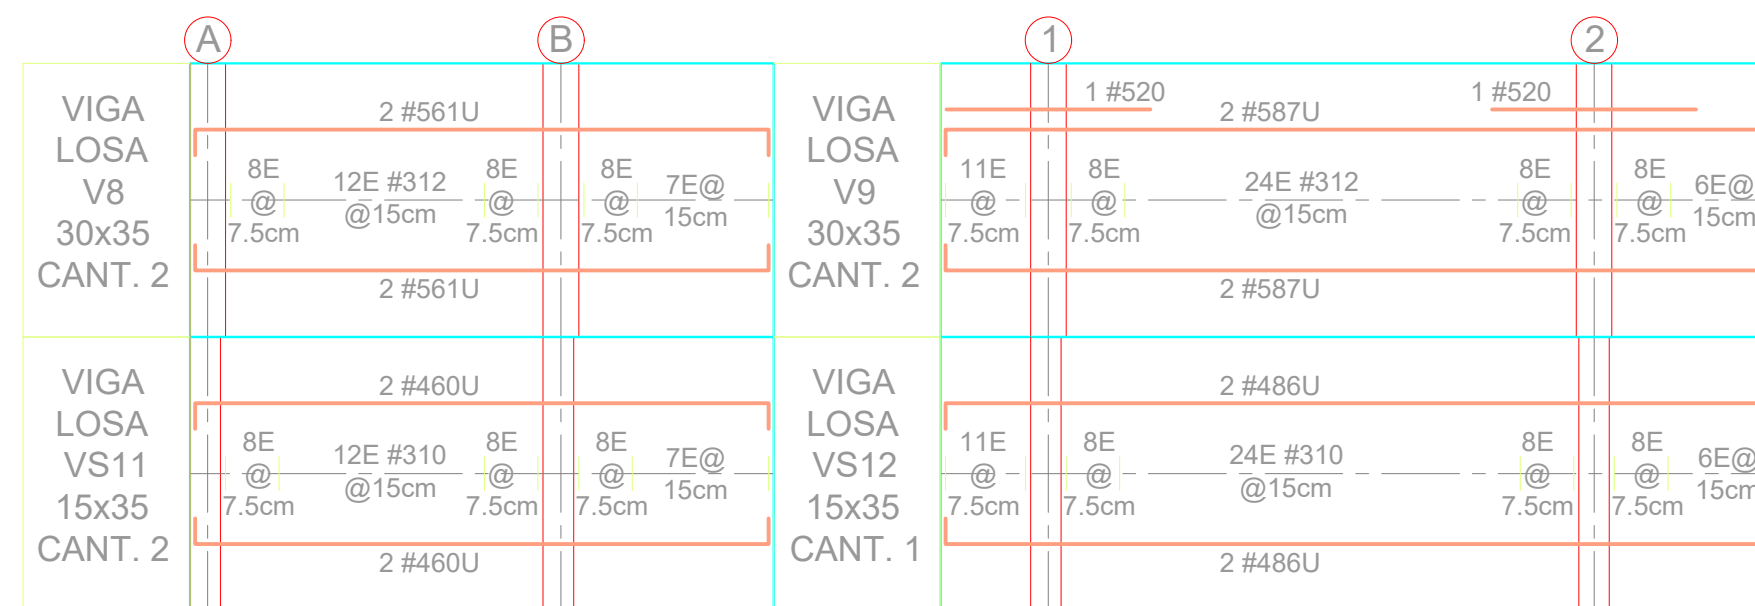 A
B
1
2
VIGA
LOSA
V8
30x35
CANT. 2
2 #561U
8E
@
7.5cm
12E #312
@15cm
8E
@
7.5cm
8E
@
7.5cm
7E@
15cm
2 #561U
VIGA
LOSA
V9
30x35
CANT. 2
1 #520
2 #587U
1 #520
11E
@
7.5cm
8E
@
7.5cm
24E #312
@15cm
8E
@
7.5cm
8E
@
7.5cm
6E@
15cm
2 #587U
VIGA
LOSA
VS11
15x35
CANT. 2
2 #460U
8E
@
7.5cm
12E #310
@15cm
8E
@
7.5cm
8E
@
7.5cm
7E@
15cm
2 #460U
VIGA
LOSA
VS12
15x35
CANT. 1
2 #486U
11E
@
7.5cm
8E
@
7.5cm
24E #310
@15cm
8E
@
7.5cm
8E
@
7.5cm
6E@
15cm
2 #486U